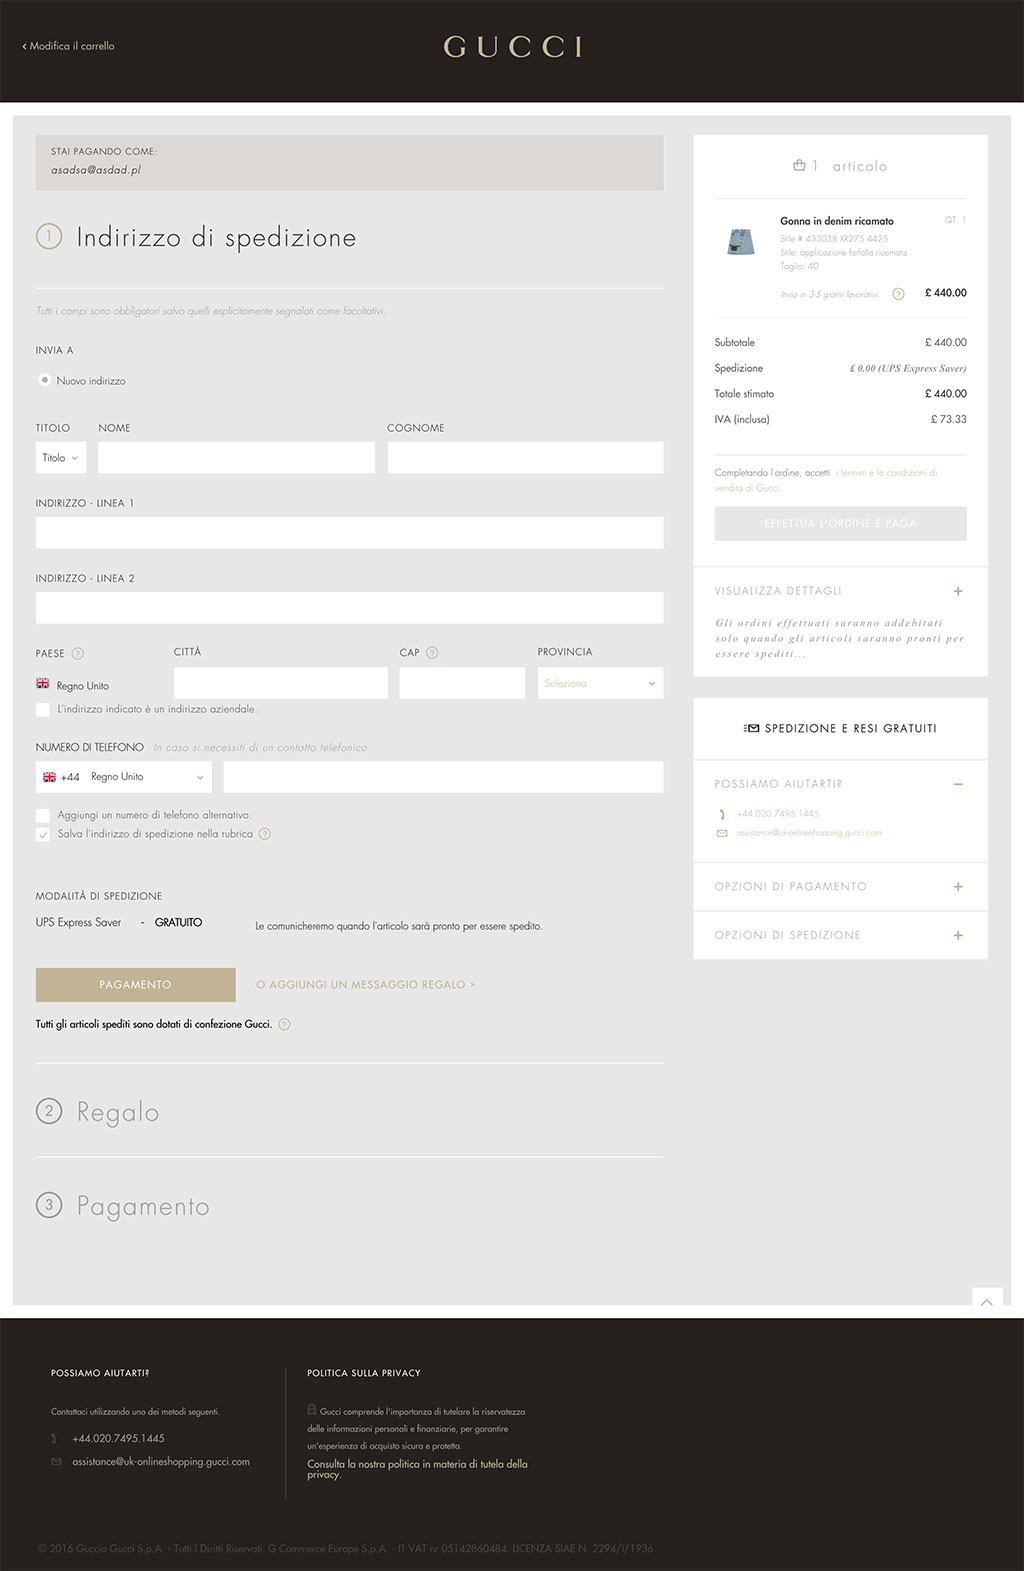 ‹ Modifica il carrello
GUCCI
STAI PAGANDO COME:
asadsa@asdad.pl
1 Indirizzo di spedizione
Tutti i campi sono obbligatori salvo quelli esplicitamente segnalati come facoltativi.
INVIA A
Nuovo indirizzo
TITOLO NOME COGNOME
Titolo
INDIRIZZO - LINEA 1
INDIRIZZO - LINEA 2
PAESE ? CITTÀ CAP ? PROVINCIA
Regno Unito Seleziona
L'indirizzo indicato è un indirizzo aziendale.
NUMERO DI TELEFONO In caso si necessiti di un contatto telefonico
+44 Regno Unito
Aggiungi un numero di telefono alternativo.
Salva l'indirizzo di spedizione nella rubrica ?
MODALITÀ DI SPEDIZIONE
UPS Express Saver - GRATUITO Le comunicheremo quando l'articolo sarà pronto per essere spedito.
PAGAMENTO O AGGIUNGI UN MESSAGGIO REGALO >
Tutti gli articoli spediti sono dotati di confezione Gucci. ?
2 Regalo
3 Pagamento
1 articolo
Gonna in denim ricamato QT: 1
Stile # 433038 XR275 4425
Stile: applicazione farfalla ricamata
Taglia: 40
Invio in 3-5 giorni lavorativi. ? £ 440.00
Subtotale £ 440.00
Spedizione £ 0.00 (UPS Express Saver)
Totale stimato £ 440.00
IVA (inclusa) £ 73.33
Completando l'ordine, accetti i termini e le condizioni di
vendita di Gucci.
EFFETTUA L'ORDINE E PAGA
VISUALIZZA DETTAGLI +
Gli ordini effettuati saranno addebitati
solo quando gli articoli saranno pronti per
essere spediti...
SPEDIZIONE E RESI GRATUITI
POSSIAMO AIUTARTI? −
+44.020.7495.1445
assistance@uk-onlineshopping.gucci.com
OPZIONI DI PAGAMENTO +
OPZIONI DI SPEDIZIONE +
POSSIAMO AIUTARTI?
Contattaci utilizzando uno dei metodi seguenti.
+44.020.7495.1445
assistance@uk-onlineshopping.gucci.com
POLITICA SULLA PRIVACY
Gucci comprende l'importanza di tutelare la riservatezza
delle informazioni personali e finanziarie, per garantire
un'esperienza di acquisto sicura e protetta.
Consulta la nostra politica in materia di tutela della
privacy.
© 2016 Guccio Gucci S.p.A. - Tutti i Diritti Riservati. G Commerce Europe S.p.A. - IT VAT nr 05142860484. LICENZA SIAE N. 2294/I/1936